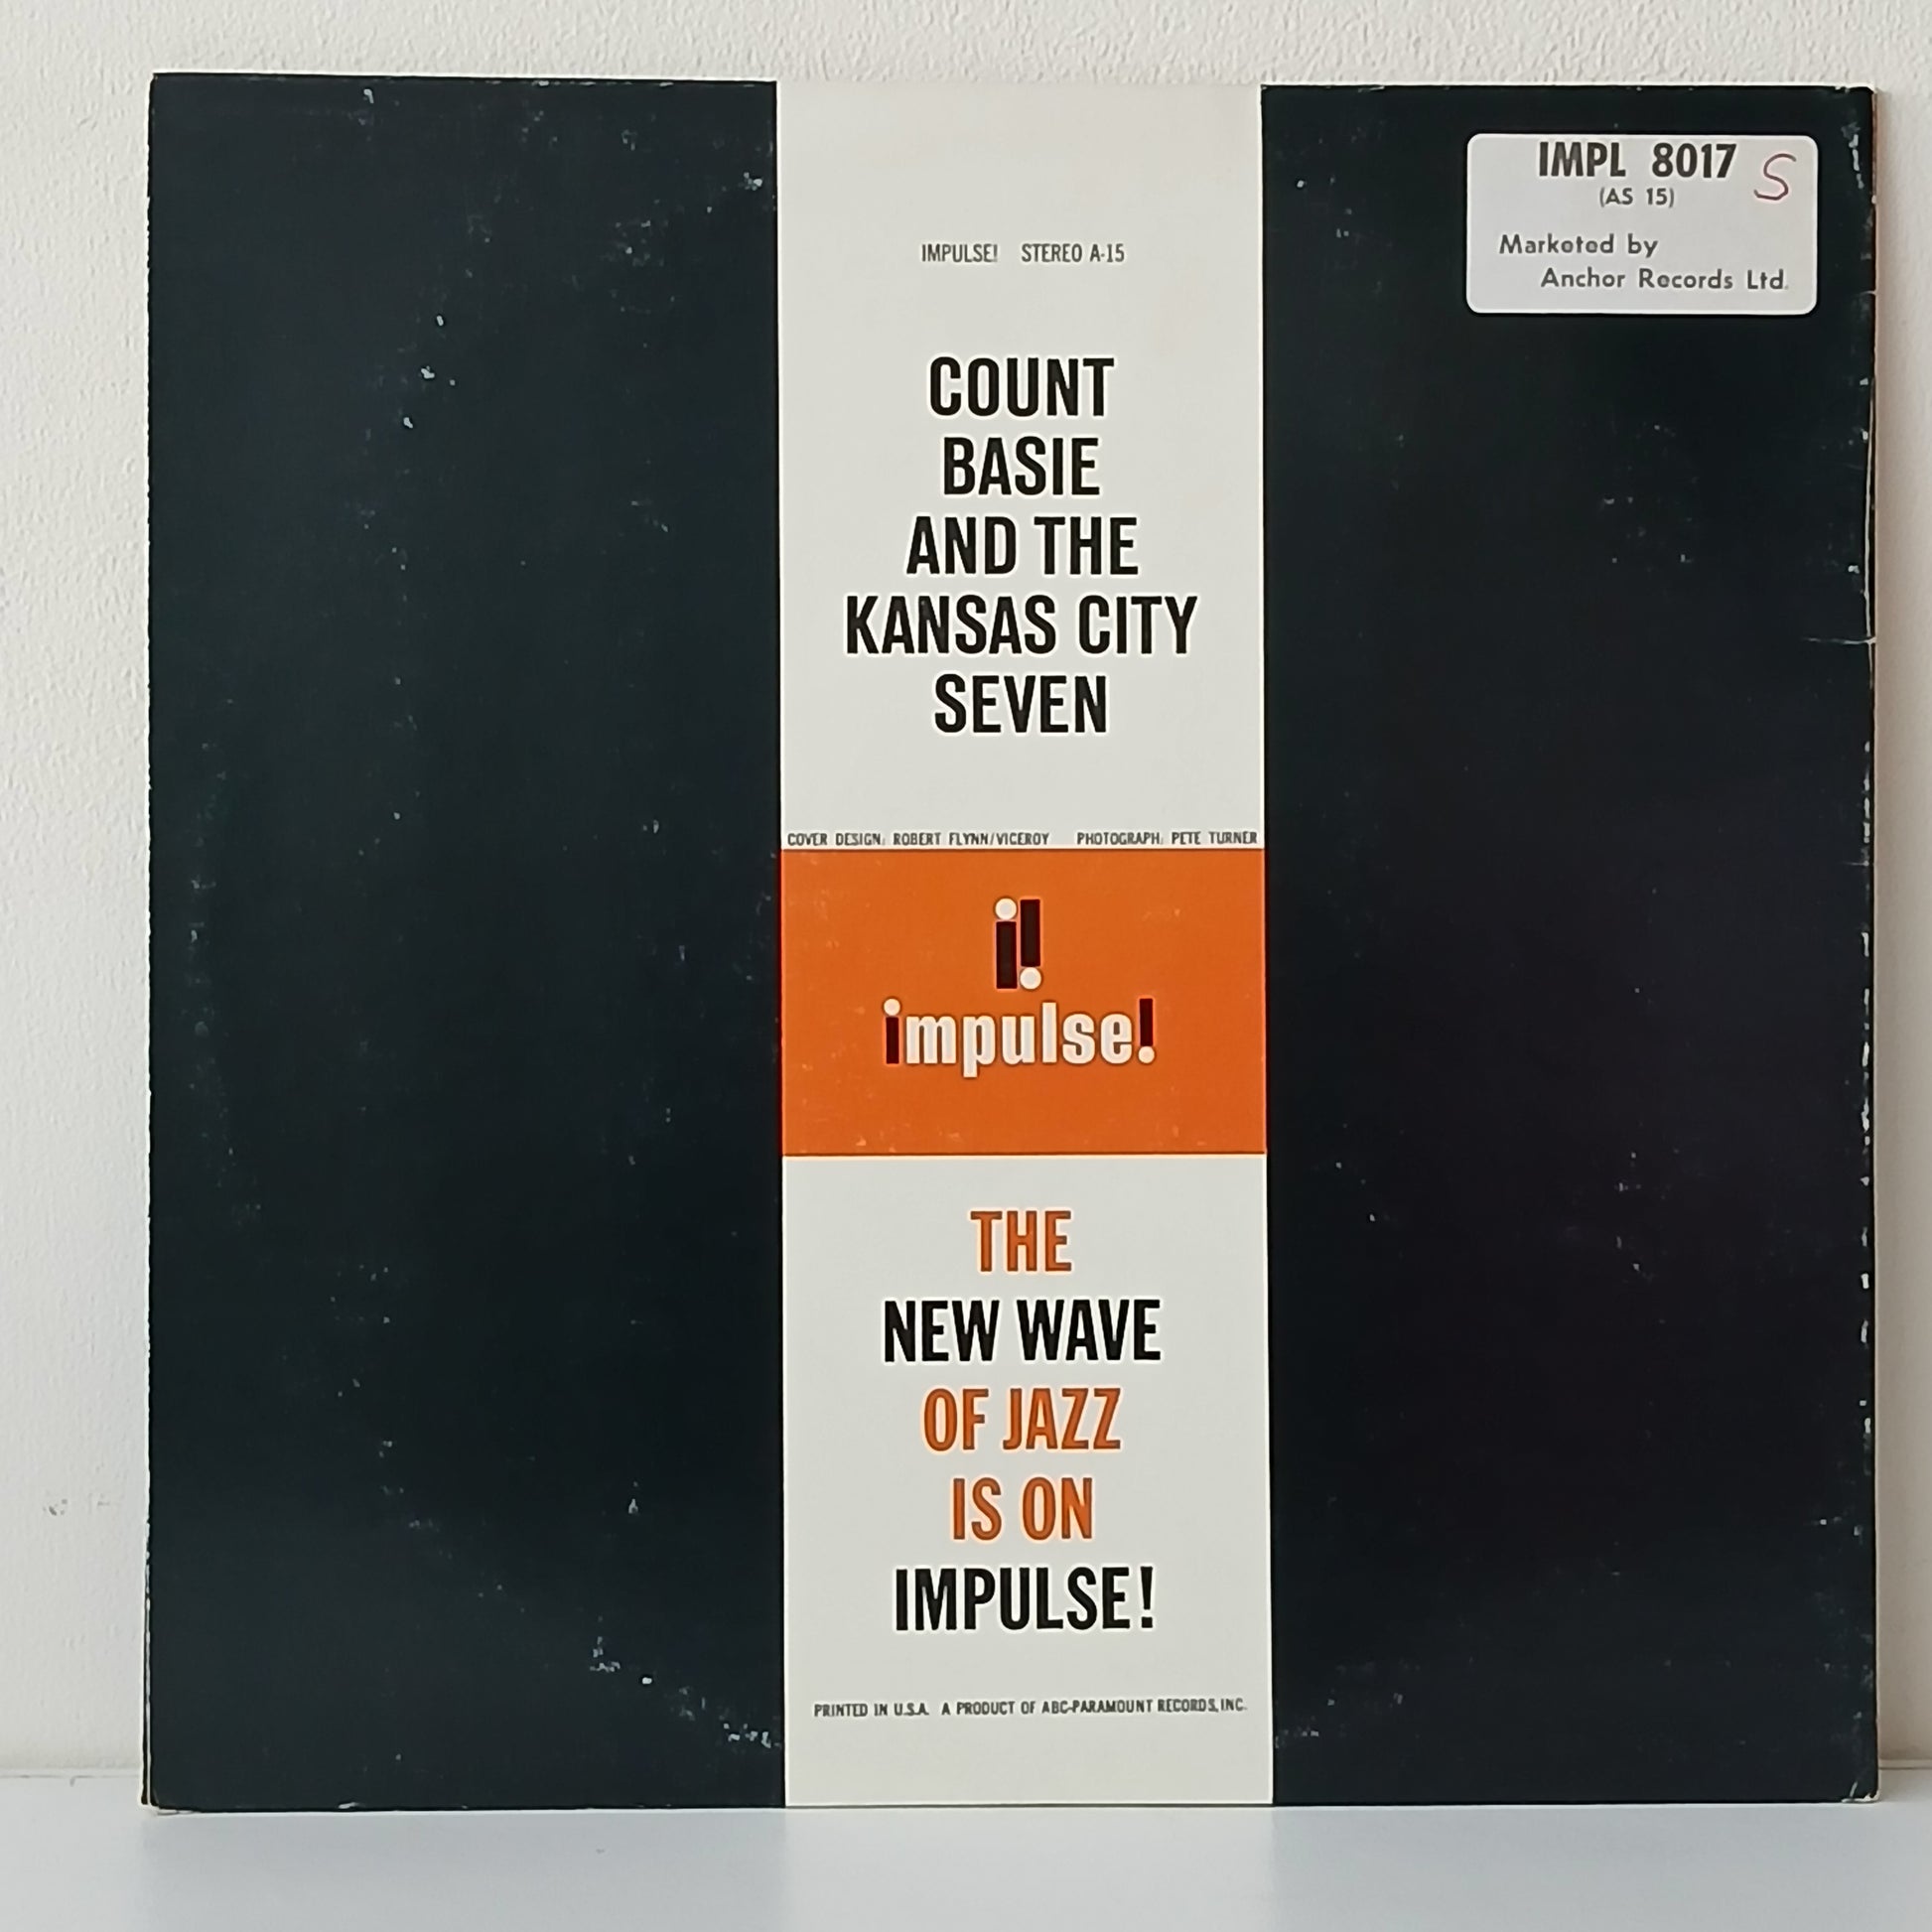 IMPL 8017 S
(AS 15)
Marketed by
Anchor Records Ltd.
IMPULSE! STEREO A-15
COUNT
BASIE
AND THE
KANSAS CITY
SEVEN
COVER DESIGN: ROBERT FLYNN/VICEROY PHOTOGRAPH: PETE TURNER
i!
impulse!
THE
NEW WAVE
OF JAZZ
IS ON
IMPULSE!
PRINTED IN U.S.A. A PRODUCT OF ABC-PARAMOUNT RECORDS, INC.